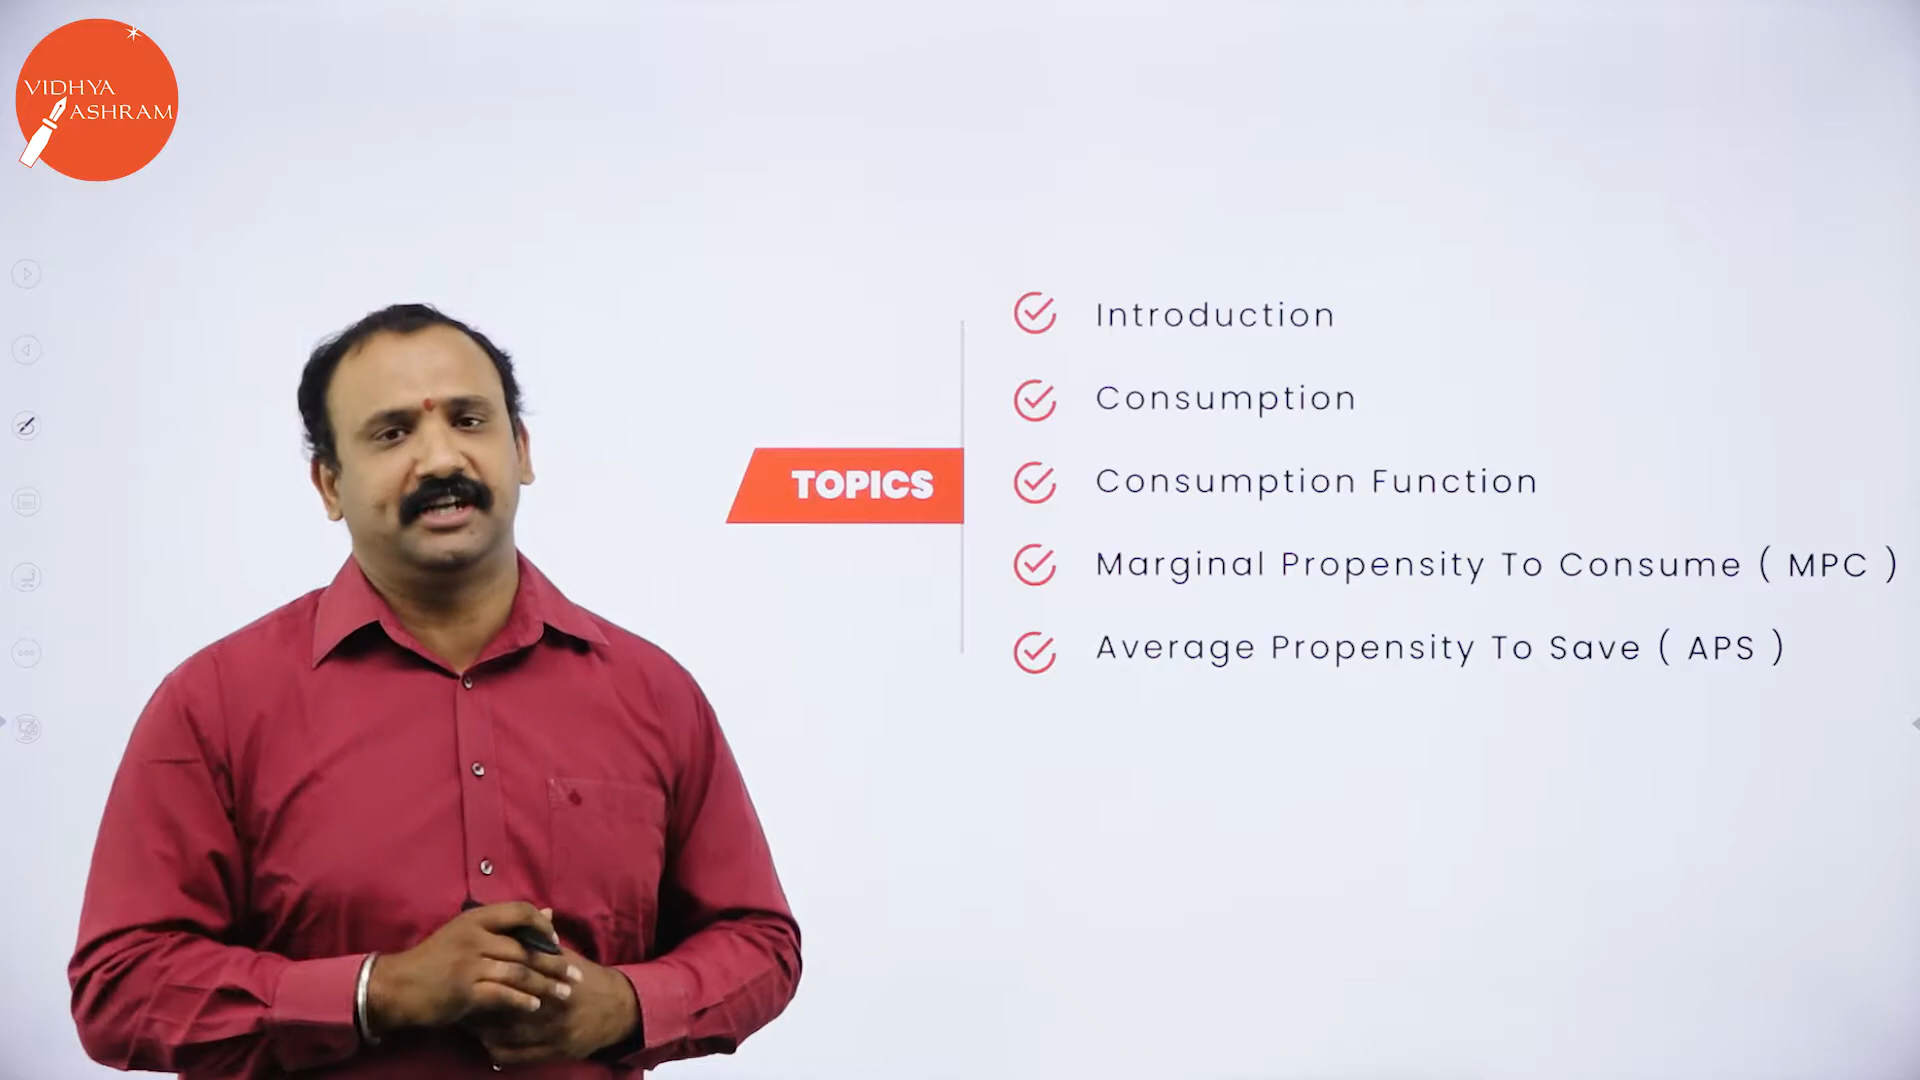 VIDHYA
ASHRAM
TOPICS
Introduction
Consumption
Consumption Function
Marginal Propensity To Consume ( MPC )
Average Propensity To Save ( APS )